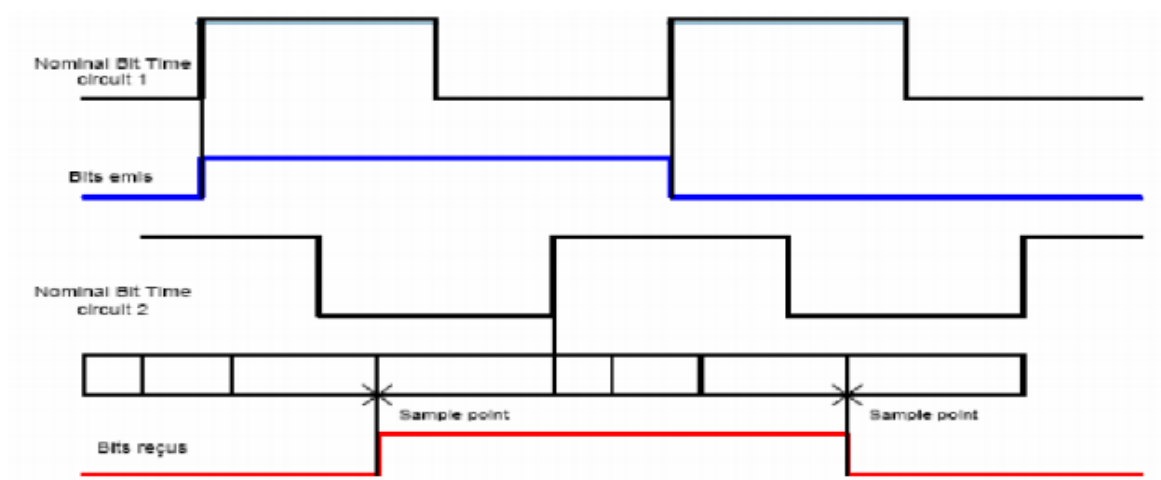 Nominal Bit Time
circuit 1
Bits emis
Nominal Bit Time
circuit 2
Sample point
Sample point
Bits reçus